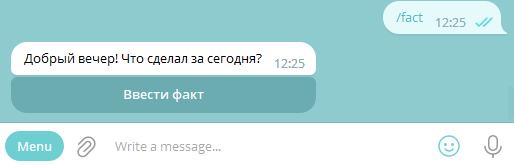 /fact 12:25
Добрый вечер! Что сделал за сегодня? 12:25
Ввести факт
Menu Write a message...